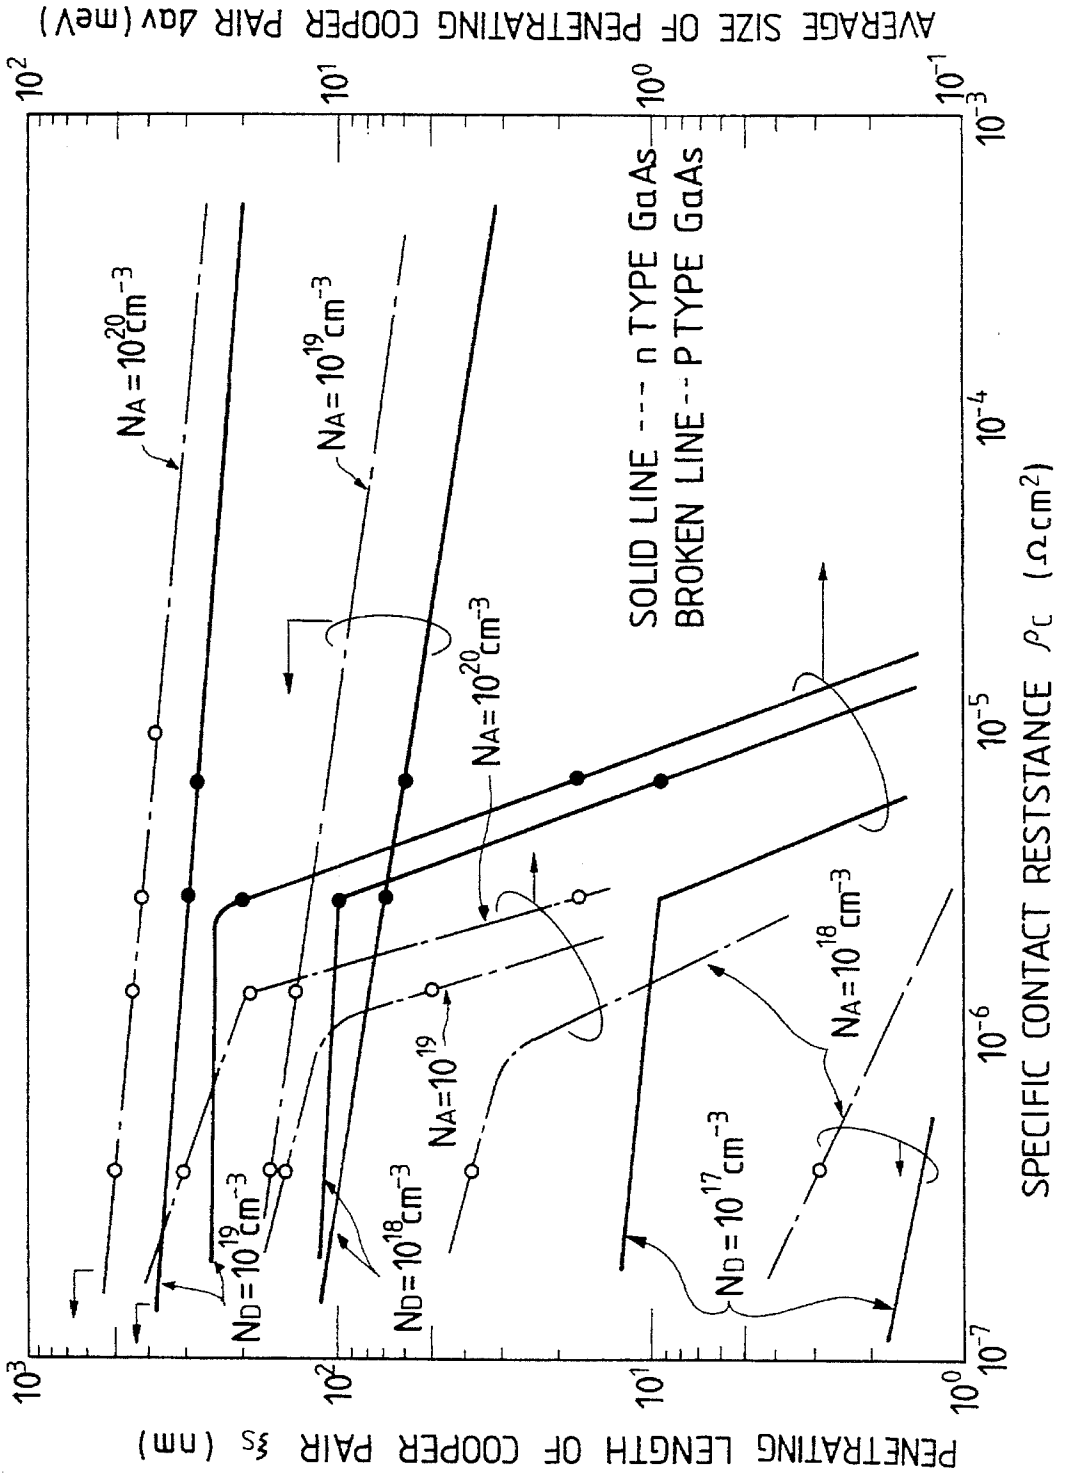 AVERAGE SIZE OF PENETRATING COOPER PAIR Δav (meV)
10²
10¹
10⁰
10⁻¹
PENETRATING LENGTH OF COOPER PAIR ξs (nm)
10³
10²
10¹
10⁰
10⁻⁷
10⁻⁶
10⁻⁵
10⁻⁴
10⁻³
SPECIFIC CONTACT RESTSTANCE ρc (Ωcm²)
NA=10²⁰cm⁻³
NA=10¹⁹cm⁻³
NA=10²⁰cm⁻³
NA=10¹⁹
NA=10¹⁸cm⁻³
ND=10¹⁹cm⁻³
ND=10¹⁸cm⁻³
ND=10¹⁷cm⁻³
SOLID LINE --- n TYPE GaAs
BROKEN LINE-- P TYPE GaAs